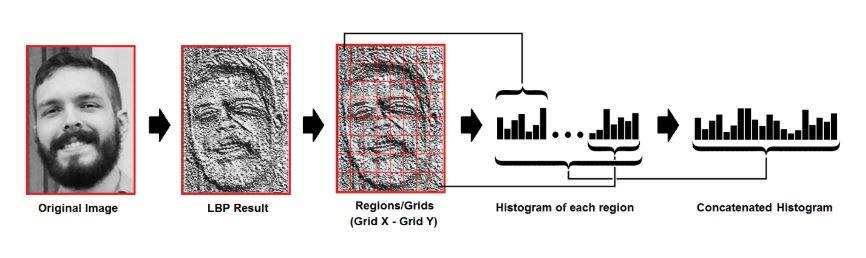 Original Image
LBP Result
Regions/Grids
(Grid X - Grid Y)
Histogram of each region
Concatenated Histogram